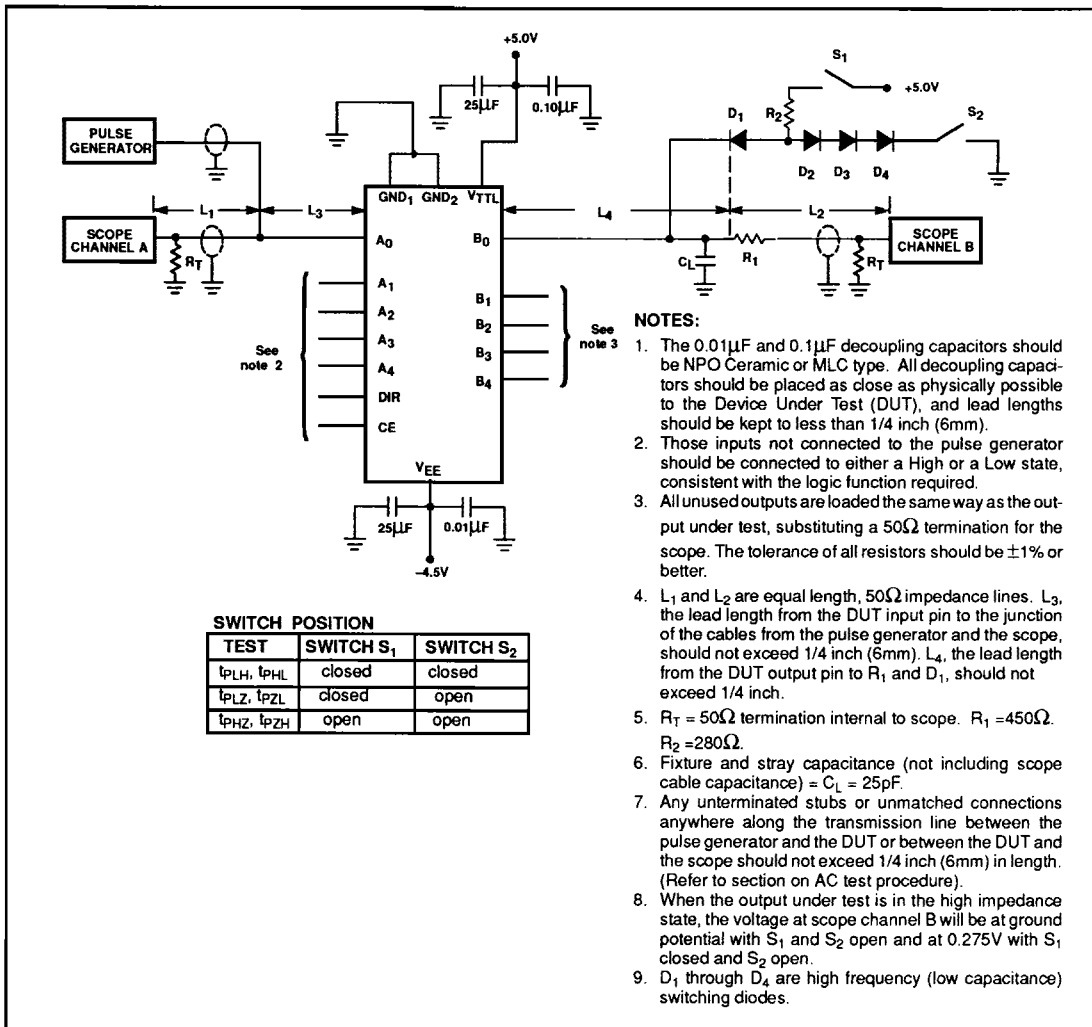 +5.0V
25μF
0.10μF
S1
+5.0V
D1
R2
S2
D2
D3
D4
PULSE
GENERATOR
L1
L3
GND1
GND2
VTTL
L4
L2
SCOPE
CHANNEL A
RT
A0
B0
CL
R1
RT
SCOPE
CHANNEL B
A1
A2
A3
A4
DIR
CE
See
note 2
B1
B2
B3
B4
See
note 3
VEE
25μF
0.01μF
–4.5V
SWITCH POSITION
TEST SWITCH S1 SWITCH S2
tPLH, tPHL closed closed
tPLZ, tPZL closed open
tPHZ, tPZH open open
NOTES:
1. The 0.01μF and 0.1μF decoupling capacitors should
be NPO Ceramic or MLC type. All decoupling capaci-
tors should be placed as close as physically possible
to the Device Under Test (DUT), and lead lengths
should be kept to less than 1/4 inch (6mm).
2. Those inputs not connected to the pulse generator
should be connected to either a High or a Low state,
consistent with the logic function required.
3. All unused outputs are loaded the same way as the out-
put under test, substituting a 50Ω termination for the
scope. The tolerance of all resistors should be ±1% or
better.
4. L1 and L2 are equal length, 50Ω impedance lines. L3,
the lead length from the DUT input pin to the junction
of the cables from the pulse generator and the scope,
should not exceed 1/4 inch (6mm). L4, the lead length
from the DUT output pin to R1 and D1, should not
exceed 1/4 inch.
5. RT = 50Ω termination internal to scope. R1 =450Ω.
R2 =280Ω.
6. Fixture and stray capacitance (not including scope
cable capacitance) = CL = 25pF.
7. Any unterminated stubs or unmatched connections
anywhere along the transmission line between the
pulse generator and the DUT or between the DUT and
the scope should not exceed 1/4 inch (6mm) in length.
(Refer to section on AC test procedure).
8. When the output under test is in the high impedance
state, the voltage at scope channel B will be at ground
potential with S1 and S2 open and at 0.275V with S1
closed and S2 open.
9. D1 through D4 are high frequency (low capacitance)
switching diodes.